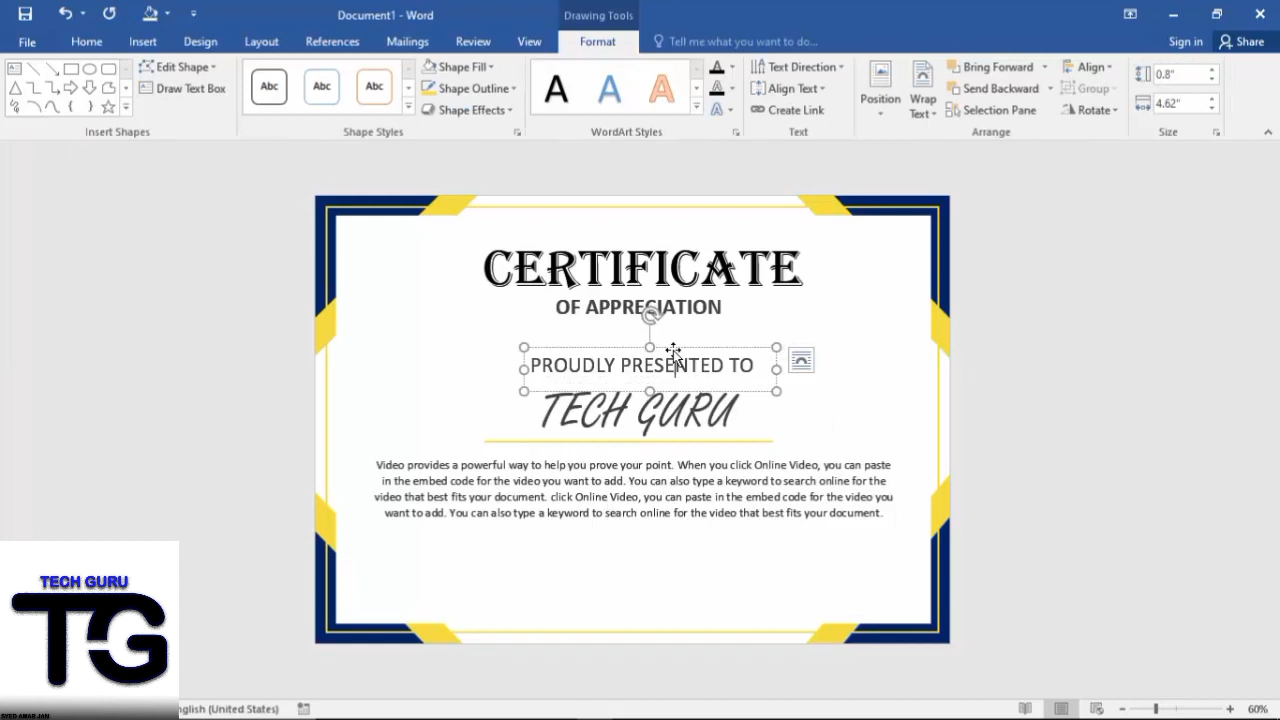 Document1 - Word
Drawing Tools
File
Home
Insert
Design
Layout
References
Mailings
Review
View
Format
Tell me what you want to do...
Sign in
Share
Edit Shape
Draw Text Box
Insert Shapes
Abc
Abc
Abc
Shape Fill
Shape Outline
Shape Effects
Shape Styles
A
A
A
WordArt Styles
Text Direction
Align Text
Create Link
Text
Position
Wrap
Text
Bring Forward
Send Backward
Selection Pane
Align
Group
Rotate
Arrange
0.8"
4.62"
Size
CERTIFICATE
OF APPRECIATION
PROUDLY PRESENTED TO
TECH GURU
Video provides a powerful way to help you prove your point. When you click Online Video, you can paste
in the embed code for the video you want to add. You can also type a keyword to search online for the
video that best fits your document. click Online Video, you can paste in the embed code for the video you
want to add. You can also type a keyword to search online for the video that best fits your document.
TECH GURU
TG
SYED AMAR JAN
nglish (United States)
60%